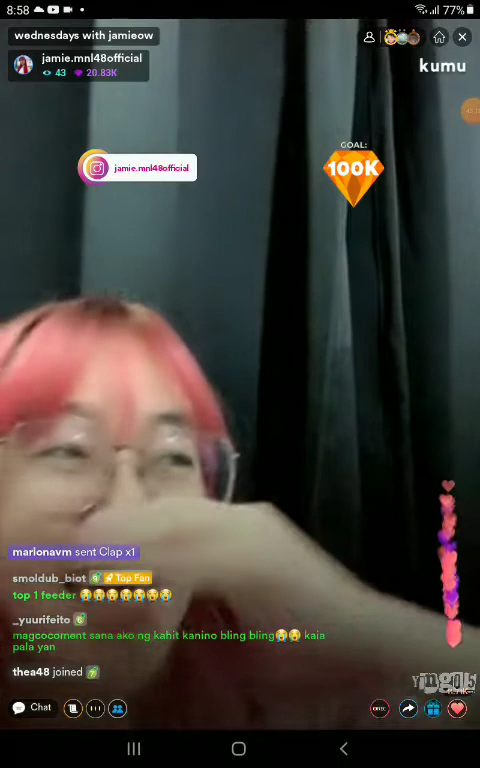 8:58
77%
wednesdays with jamieow
jamie.mnl48official
43 20.83K
kumu
jamie.mnl48official
GOAL:
100K
marlonavm sent Clap x1
smoldub_biot Top Fan
top 1 feeder 😭😭😭😭😭😭😭
_yuurifeito
magcocoment sana ako ng kahit kanino bling bling😭😭 kaia
pala yan
thea48 joined
Chat